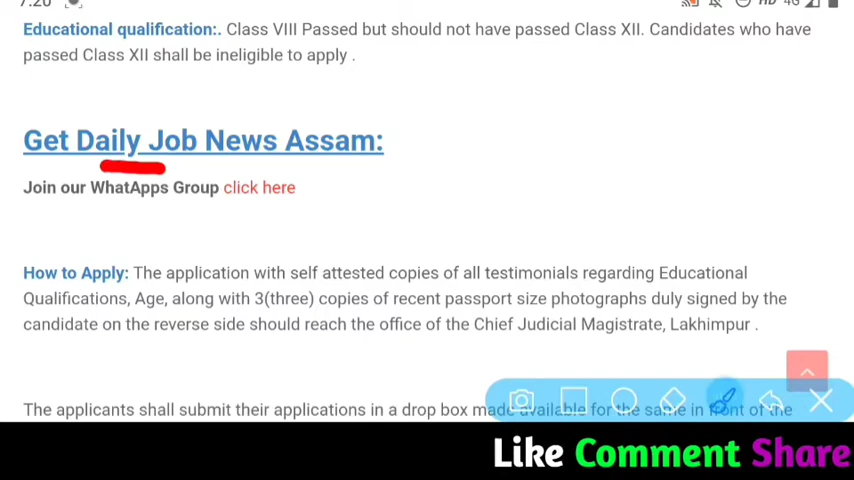 7:20 HD 4G
Educational qualification:. Class VIII Passed but should not have passed Class XII. Candidates who have
passed Class XII shall be ineligible to apply .
Get Daily Job News Assam:
Join our WhatApps Group click here
How to Apply: The application with self attested copies of all testimonials regarding Educational
Qualifications, Age, along with 3(three) copies of recent passport size photographs duly signed by the
candidate on the reverse side should reach the office of the Chief Judicial Magistrate, Lakhimpur .
The applicants shall submit their applications in a drop box made available for the same in front of the
Like Comment Share